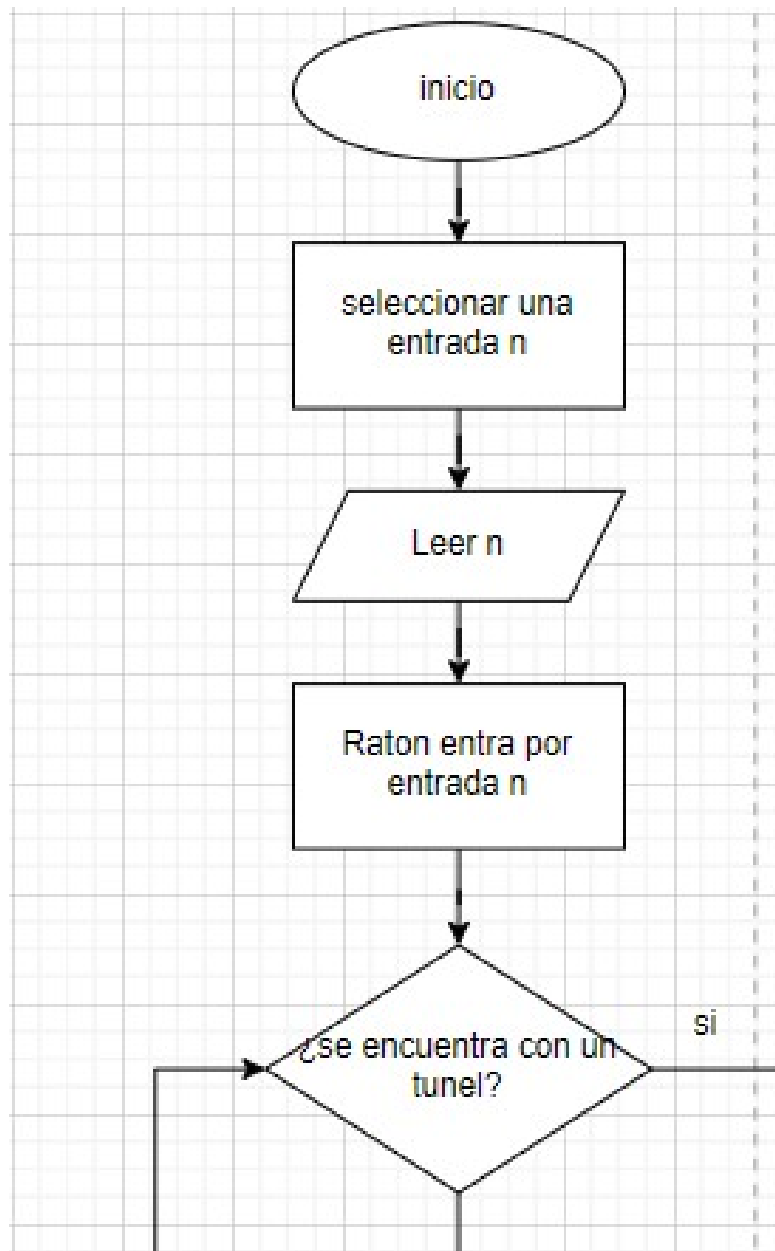 inicio
seleccionar una
entrada n
Leer n
Raton entra por
entrada n
si
¿se encuentra con un
tunel?